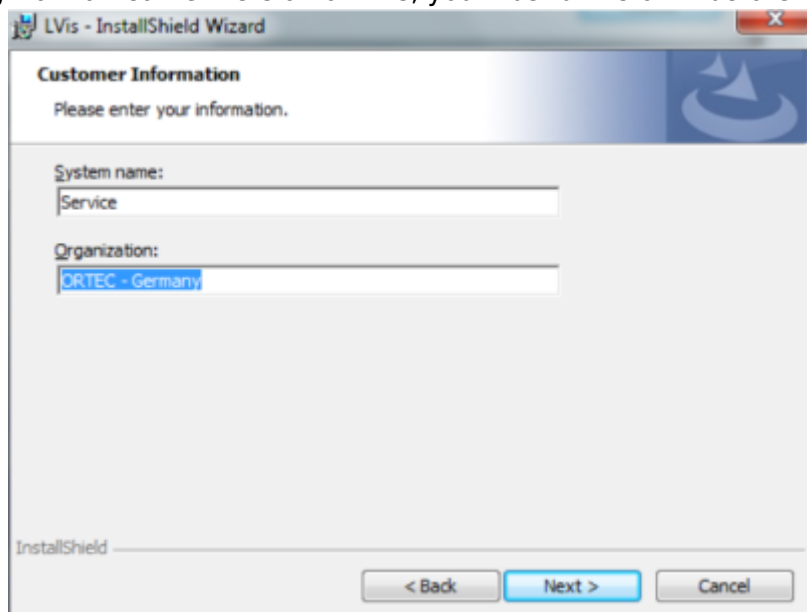 LVis - InstallShield Wizard
Customer Information
Please enter your information.
System name:
Service
Organization:
ORTEC - Germany
InstallShield
< Back
Next >
Cancel